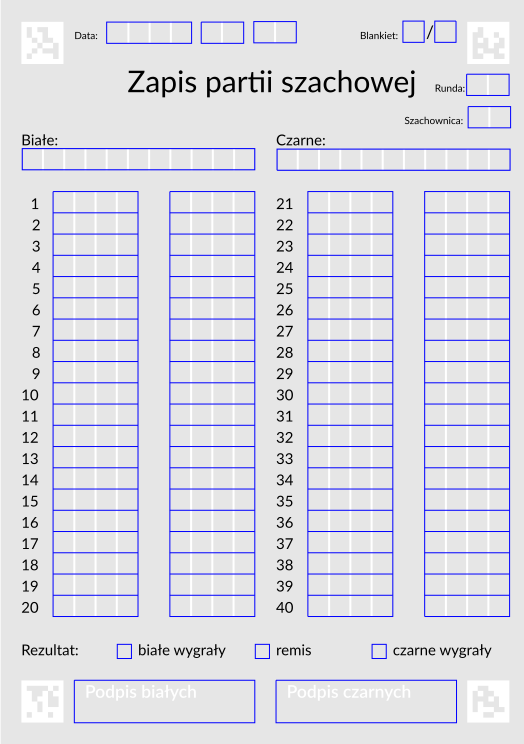 Data: Blankiet: /
Zapis partii szachowej
Runda:
Szachownica:
Białe: Czarne:
1 21
2 22
3 23
4 24
5 25
6 26
7 27
8 28
9 29
10 30
11 31
12 32
13 33
14 34
15 35
16 36
17 37
18 38
19 39
20 40
Rezultat: białe wygrały remis czarne wygrały
Podpis białych Podpis czarnych